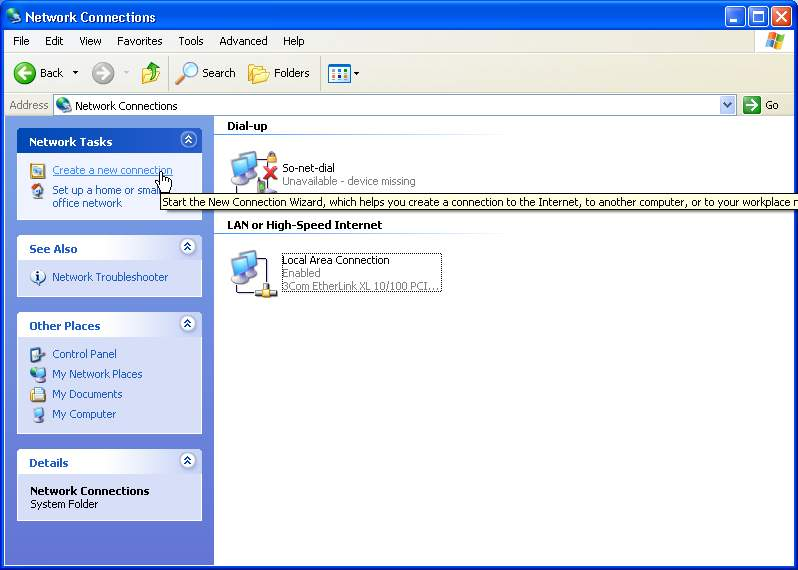 Network Connections
File Edit View Favorites Tools Advanced Help
Back Search Folders
Address Network Connections Go
Network Tasks
Create a new connection
Set up a home or
office network
See Also
Network Troubleshooter
Other Places
Control Panel
My Network Places
My Documents
My Computer
Details
Network Connections
System Folder
Dial-up
So-net-dial
Unavailable - device missing
Start the New Connection Wizard, which helps you create a connection to the Internet, to another computer, or to your workplace
LAN or High-Speed Internet
Local Area Connection
Enabled
3Com EtherLink XL 10/100 PCI...